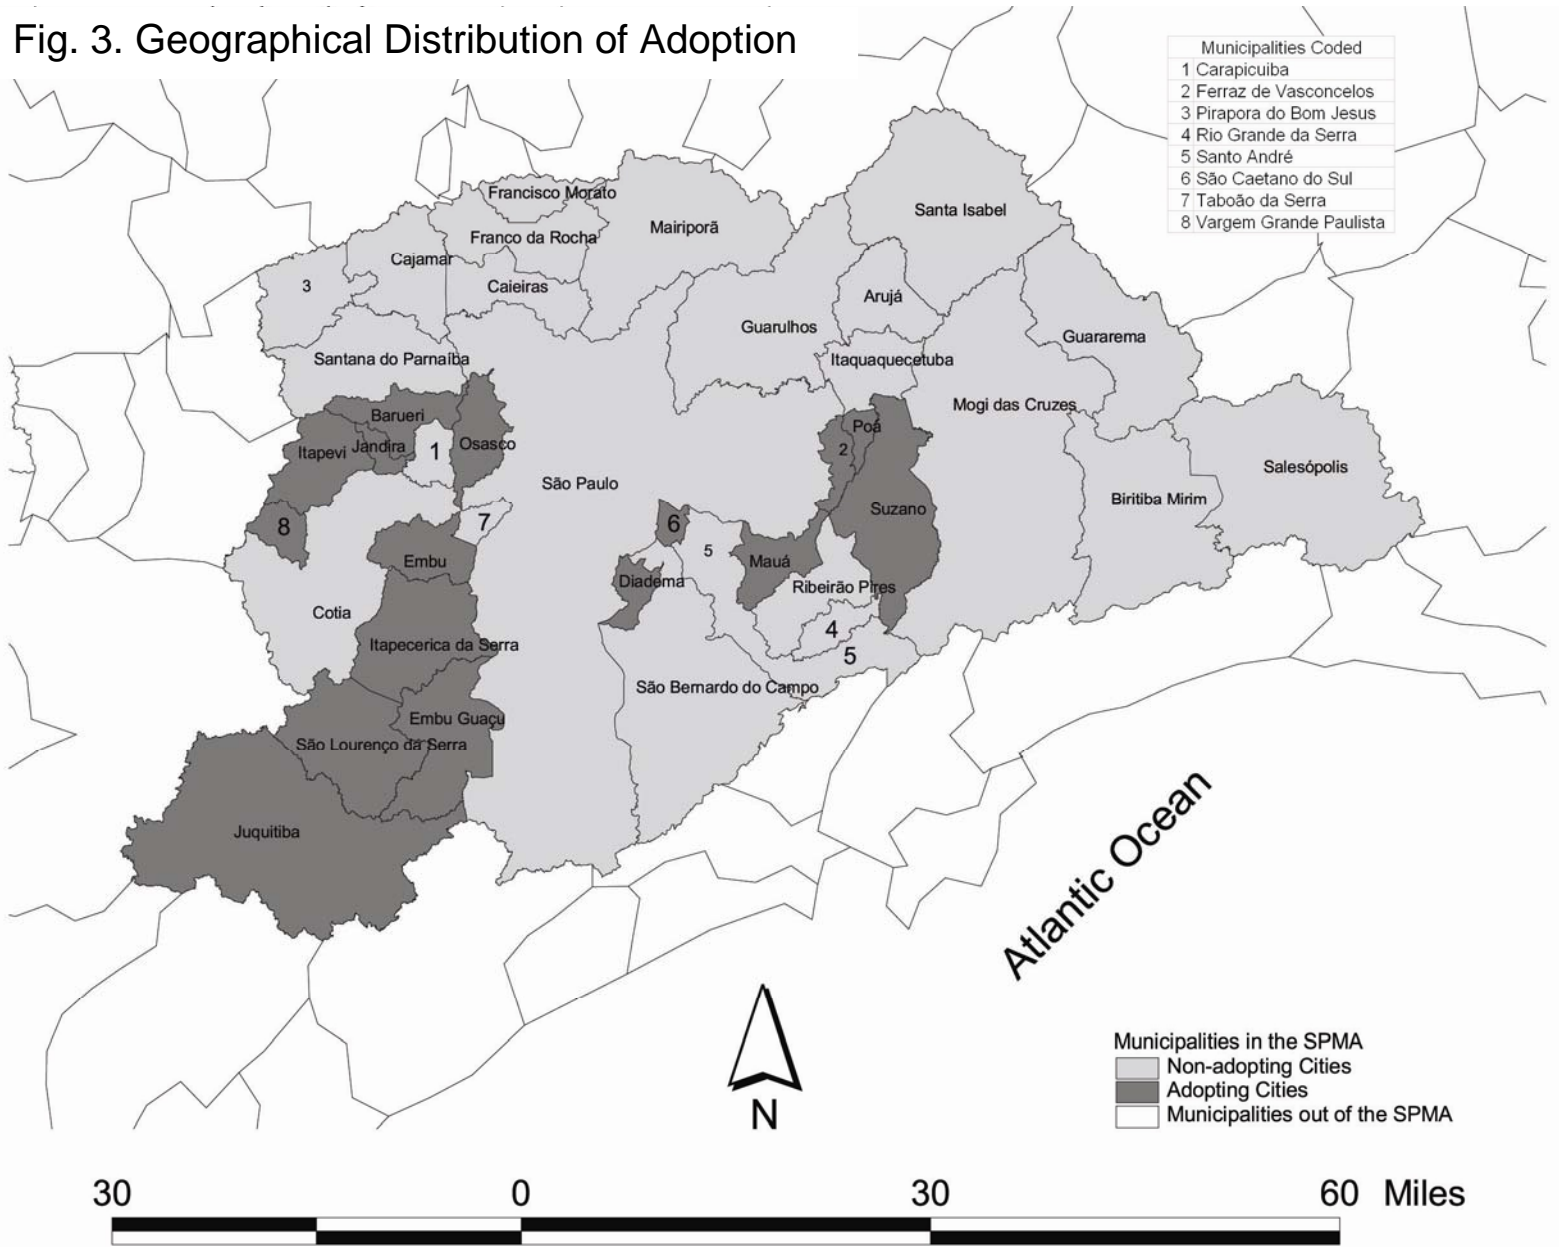 Fig. 3. Geographical Distribution of Adoption
Municipalities Coded
1 Carapicuiba
2 Ferraz de Vasconcelos
3 Pirapora do Bom Jesus
4 Rio Grande da Serra
5 Santo André
6 São Caetano do Sul
7 Taboão da Serra
8 Vargem Grande Paulista
Francisco Morato
Santa Isabel
Mairiporã
Franco da Rocha
Cajamar
3
Caieiras
Arujá
Guarulhos
Guararema
Santana do Parnaíba
Itaquaquecetuba
Mogi das Cruzes
Barueri
Poá
Osasco
Jandira
Itapevi
1
2
Salesópolis
São Paulo
Biritiba Mirim
Suzano
8
7
6
5
Embu
Mauá
Diadema
Ribeirão Pires
Cotia
4
Itapecerica da Serra
5
São Bernardo do Campo
Embu Guaçu
São Lourenço da Serra
Juquitiba
Atlantic Ocean
N
Municipalities in the SPMA
Non-adopting Cities
Adopting Cities
Municipalities out of the SPMA
30 0 30 60 Miles